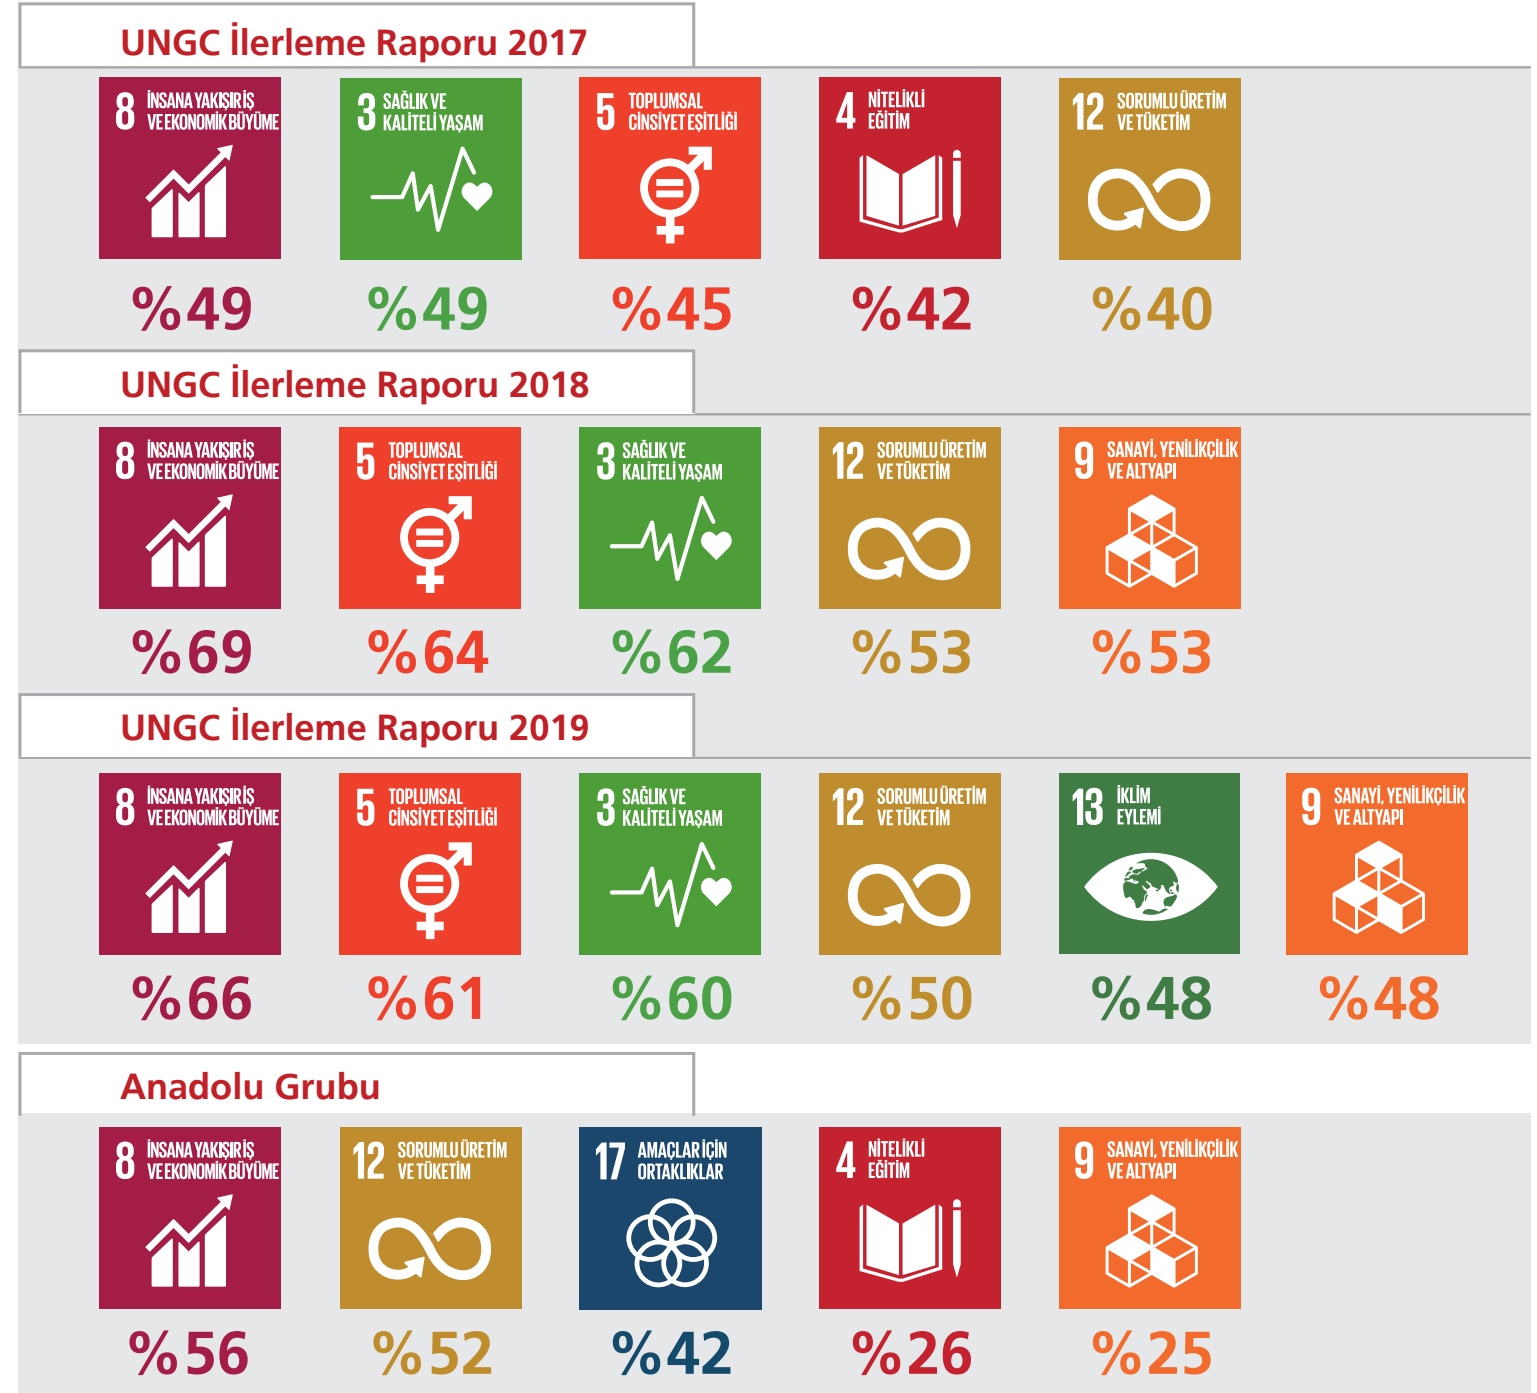 UNGC İlerleme Raporu 2017
8 İNSANA YAKIŞIR İŞ
VE EKONOMİK BÜYÜME
3 SAĞLIK VE
KALİTELİ YAŞAM
5 TOPLUMSAL
CİNSİYET EŞİTLİĞİ
4 NİTELİKLİ
EĞİTİM
12 SORUMLU ÜRETİM
VE TÜKETİM
%49 %49 %45 %42 %40
UNGC İlerleme Raporu 2018
8 İNSANA YAKIŞIR İŞ
VE EKONOMİK BÜYÜME
5 TOPLUMSAL
CİNSİYET EŞİTLİĞİ
3 SAĞLIK VE
KALİTELİ YAŞAM
12 SORUMLU ÜRETİM
VE TÜKETİM
9 SANAYİ, YENİLİKÇİLİK
VE ALTYAPI
%69 %64 %62 %53 %53
UNGC İlerleme Raporu 2019
8 İNSANA YAKIŞIR İŞ
VE EKONOMİK BÜYÜME
5 TOPLUMSAL
CİNSİYET EŞİTLİĞİ
3 SAĞLIK VE
KALİTELİ YAŞAM
12 SORUMLU ÜRETİM
VE TÜKETİM
13 İKLİM
EYLEMİ
9 SANAYİ, YENİLİKÇİLİK
VE ALTYAPI
%66 %61 %60 %50 %48 %48
Anadolu Grubu
8 İNSANA YAKIŞIR İŞ
VE EKONOMİK BÜYÜME
12 SORUMLU ÜRETİM
VE TÜKETİM
17 AMAÇLAR İÇİN
ORTAKLIKLAR
4 NİTELİKLİ
EĞİTİM
9 SANAYİ, YENİLİKÇİLİK
VE ALTYAPI
%56 %52 %42 %26 %25